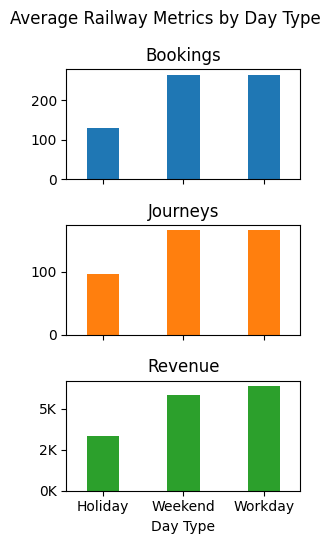 Average Railway Metrics by Day Type
Bookings
200
100
0
Journeys
100
0
Revenue
5K
2K
0K
Holiday Weekend Workday
Day Type